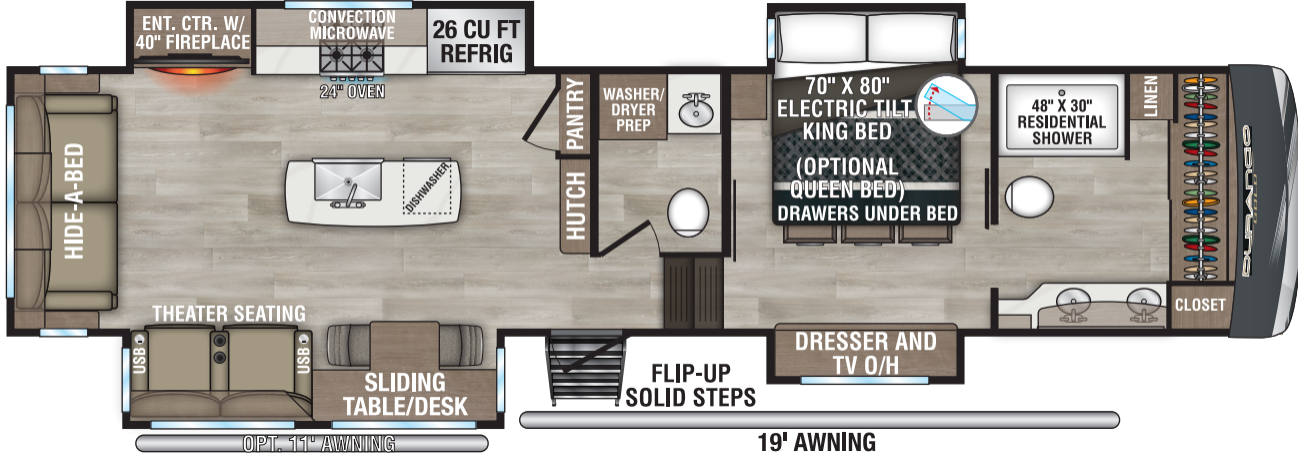 ENT. CTR. W/
40" FIREPLACE
CONVECTION
MICROWAVE
26 CU FT
REFRIG
24" OVEN
HIDE-A-BED
DISHWASHER
PANTRY
HUTCH
WASHER/
DRYER
PREP
70" X 80"
ELECTRIC TILT
KING BED
(OPTIONAL
QUEEN BED)
DRAWERS UNDER BED
48" X 30"
RESIDENTIAL
SHOWER
LINEN
DURANGO
CLOSET
THEATER SEATING
USB
USB
SLIDING
TABLE/DESK
FLIP-UP
SOLID STEPS
DRESSER AND
TV O/H
OPT. 11' AWNING
19' AWNING